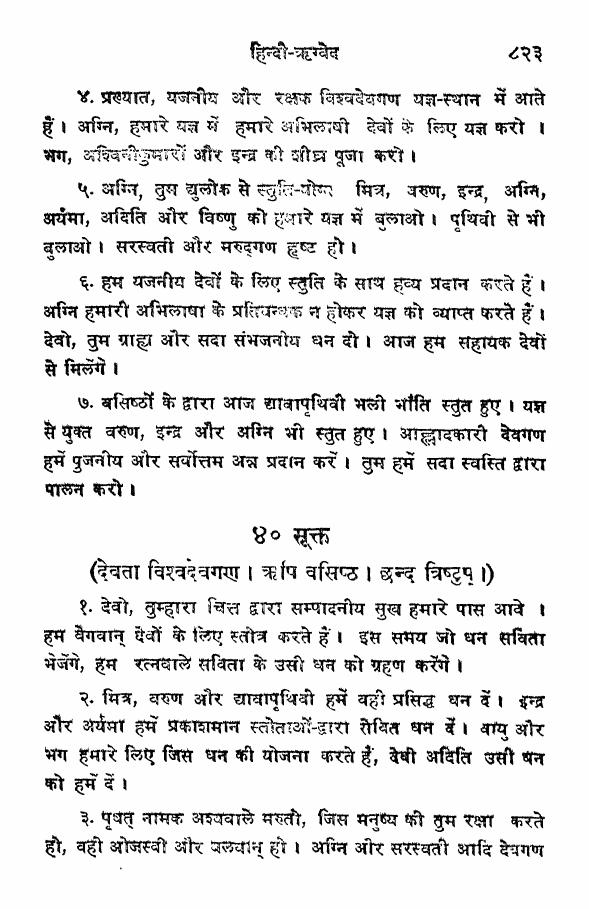 हिन्दी-ऋग्वेद ८२३
४. प्रख्यात, यजनीय और रक्षक विश्वदेवगण यज्ञ-स्थान में आते
हैं। अग्नि, हमारे यज्ञ में हमारे अभिलाषी देवों के लिए यज्ञ करो ।
भग, अश्विनीकुमारों और इन्द्र की शीघ्र पूजा करो।
५. अग्नि, तुम द्युलोक से स्तुति-योग्य मित्र, वरुण, इन्द्र, अग्नि,
अर्यमा, अदिति और विष्णु को हमारे यज्ञ में बुलाओ। पृथिवी से भी
बुलाओ। सरस्वती और मरुद्गण हृष्ट हों।
६. हम यजनीय देवों के लिए स्तुति के साथ हव्य प्रदान करते हैं।
अग्नि हमारी अभिलाषा के प्रतिबन्धक न होकर यज्ञ को व्याप्त करते हैं।
देवो, तुम ग्राह्य और सदा संभजनीय धन दो। आज हम सहायक देवों
से मिलेंगे।
७. वसिष्ठों के द्वारा आज द्यावापृथिवी भली भाँति स्तुत हुए। यज्ञ
से युक्त वरुण, इन्द्र और अग्नि भी स्तुत हुए। आह्लादकारी देवगण
हमें पूजनीय और सर्वोत्तम अन्न प्रदान करें। तुम हमें सदा स्वस्ति द्वारा
पालन करो।
४० सूक्त
(देवता विश्वदेवगण। ऋषि वसिष्ठ। छन्द त्रिष्टुप्।)
१. देवो, तुम्हारा चित्त द्वारा सम्पादनीय सुख हमारे पास आवे ।
हम वेगवान् देवों के लिए स्तोत्र करते हैं। इस समय जो धन सविता
भेजेंगे, हम रत्नवाले सविता के उसी धन को ग्रहण करेंगे।
२. मित्र, वरुण और द्यावापृथिवी हमें वही प्रसिद्ध धन दें। इन्द्र
और अर्यमा हमें प्रकाशमान स्तोताओं-द्वारा सेवित धन दें। वायु और
भग हमारे लिए जिस धन की योजना करते हैं, देवी अदिति उसी धन
को हमें दें।
३. पृषत् नामक अश्ववाले मरुतो, जिस मनुष्य की तुम रक्षा करते
हो, वही ओजस्वी और बलवान् हो। अग्नि और सरस्वती आदि देवगण